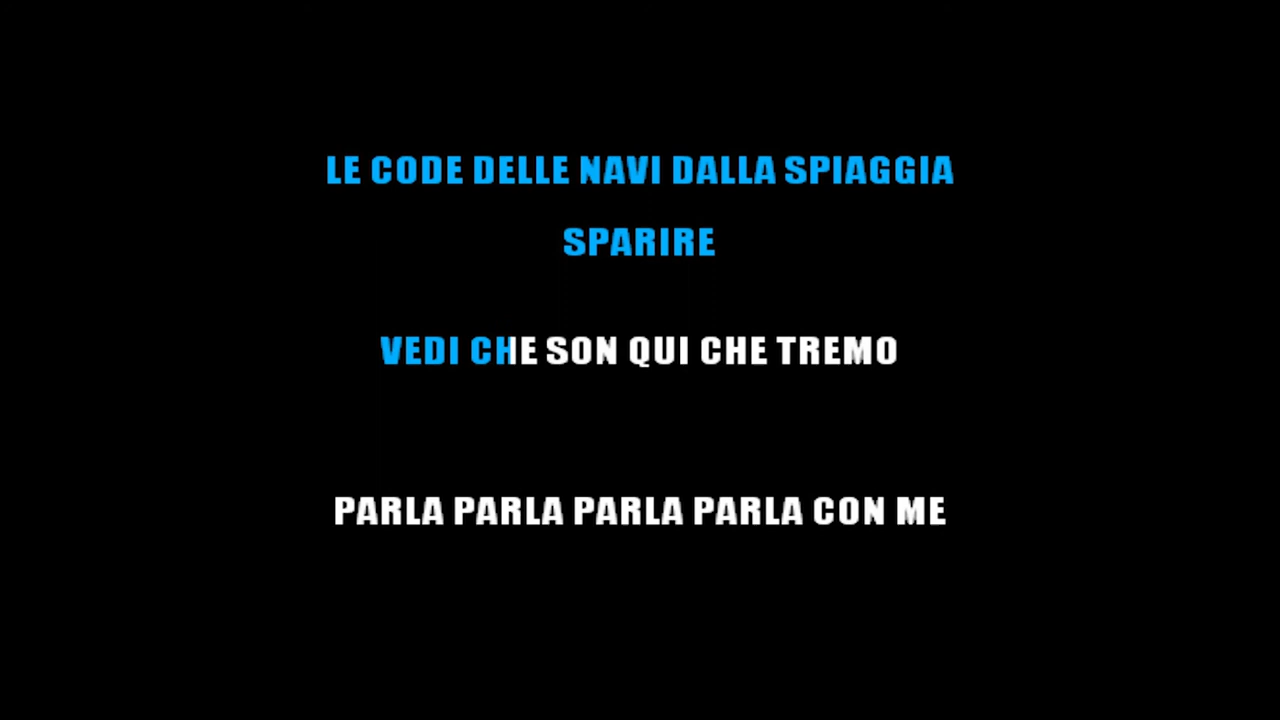 LE CODE DELLE NAVI DALLA SPIAGGIA
SPARIRE
VEDI CHE SON QUI CHE TREMO
PARLA PARLA PARLA PARLA CON ME